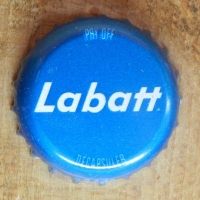 PRY OFF
Labatt
DÉCAPSULER